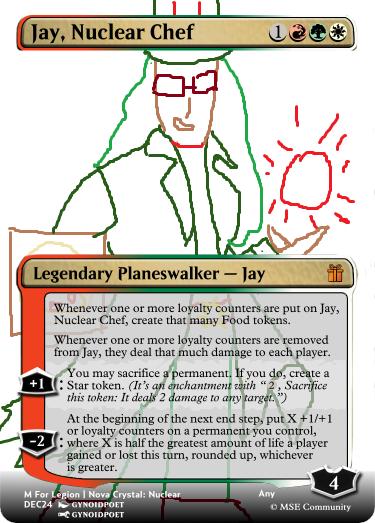 Jay, Nuclear Chef 1
Legendary Planeswalker — Jay
Whenever one or more loyalty counters are put on Jay,
Nuclear Chef, create that many Food tokens.
Whenever one or more loyalty counters are removed
from Jay, they deal that much damage to each player.
+1: You may sacrifice a permanent. If you do, create a
Star token. (It's an enchantment with “ 2 , Sacrifice
this token: It deals 2 damage to any target.”)
At the beginning of the next end step, put X +1/+1
-2: or loyalty counters on a permanent you control,
where X is half the greatest amount of life a player
gained or lost this turn, rounded up, whichever
is greater.
4
M For Legion | Nova Crystal: Nuclear Any
DEC24 GYNOIDPOET © MSE Community
GYNOIDPOET